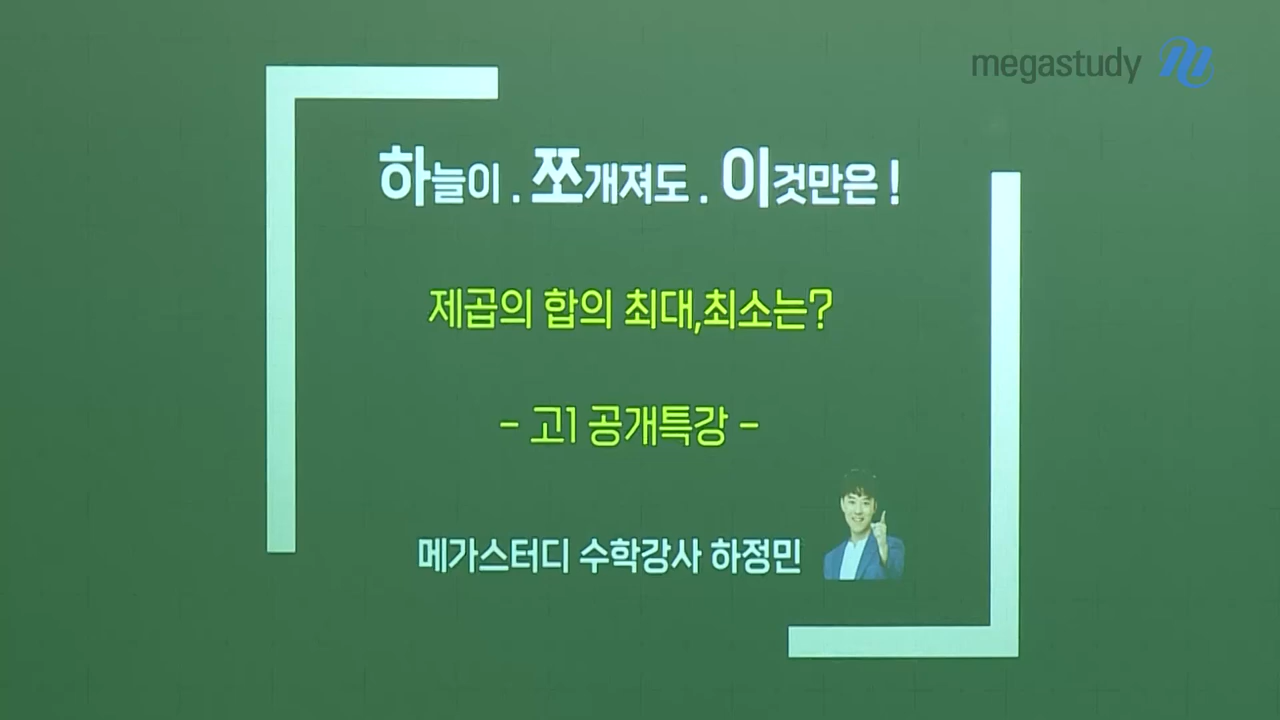 megastudy
하늘이 . 쪼개져도 . 이것만은 !
제곱의 합의 최대,최소는?
- 고1 공개특강 -
메가스터디 수학강사 하정민